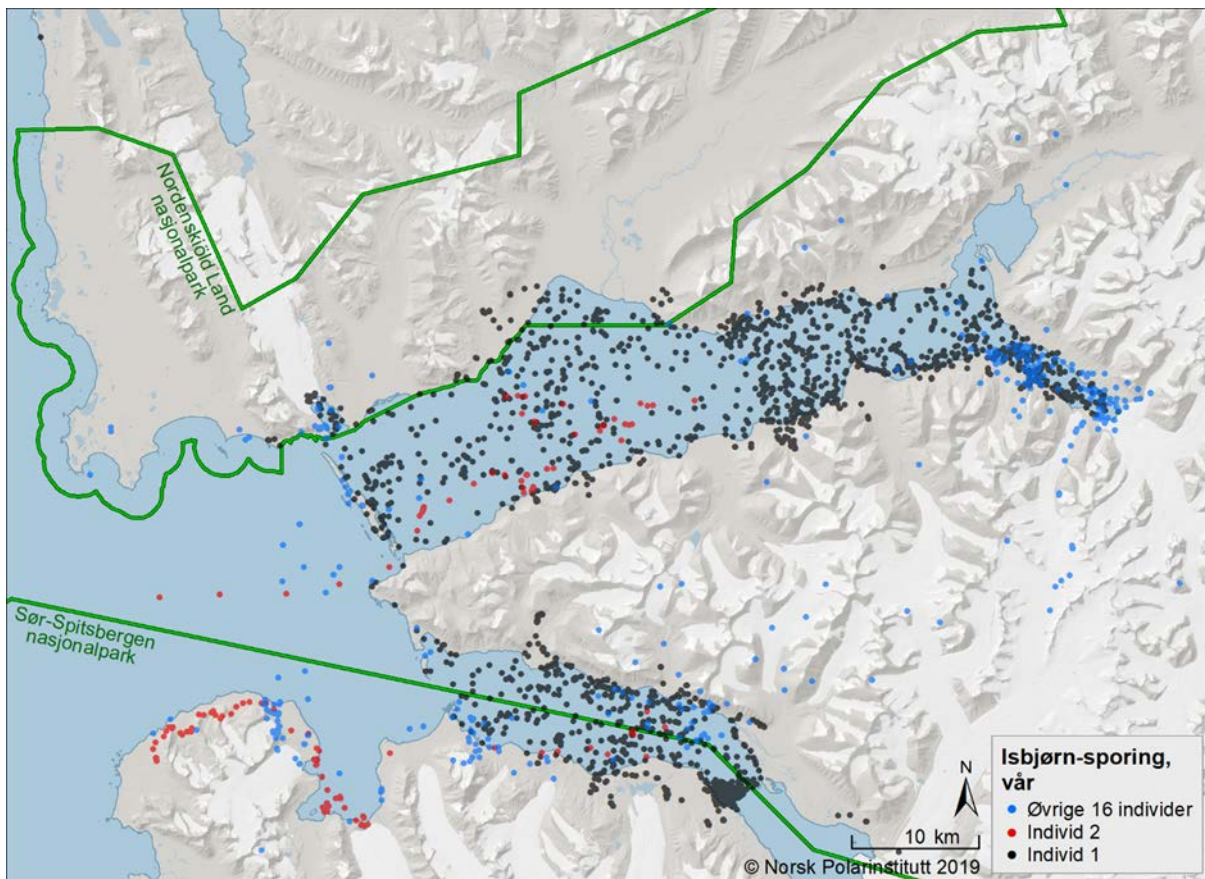 Nordenskiöld Land
nasjonalpark
Sør-Spitsbergen
nasjonalpark
N
10 km
© Norsk Polarinstitutt 2019
Isbjørn-sporing,
vår
Øvrige 16 individer
Individ 2
Individ 1